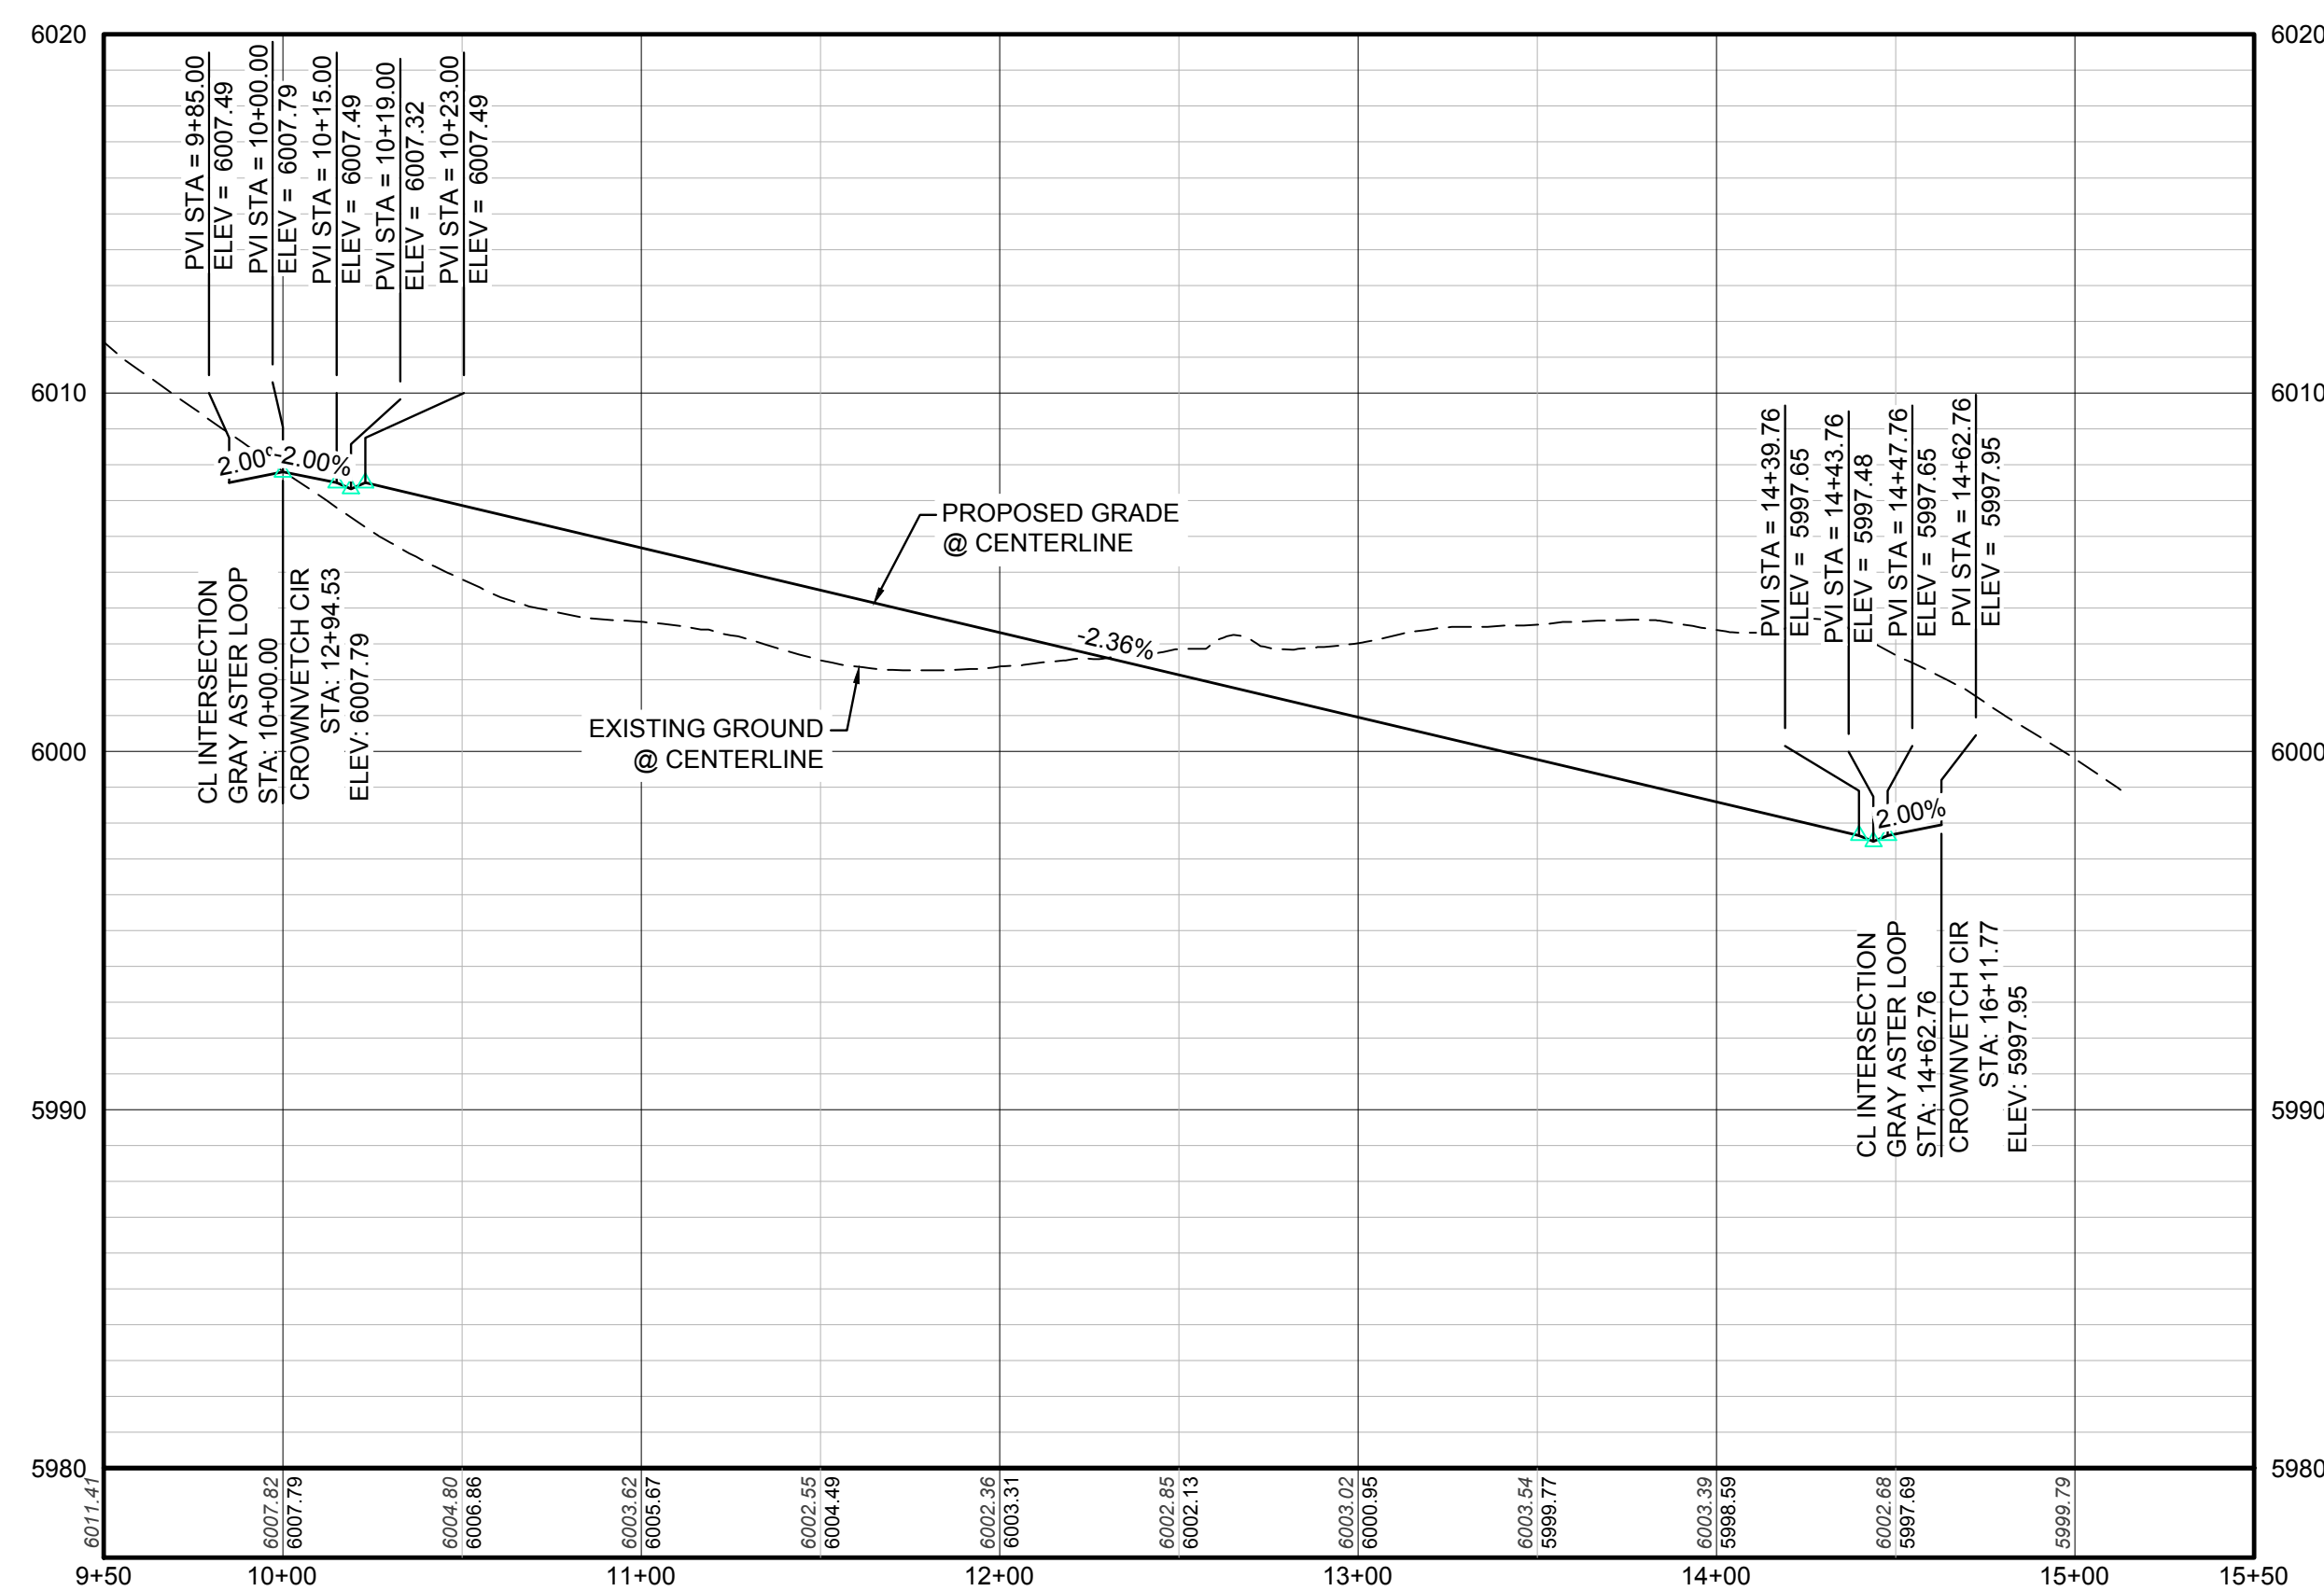 6020
6020
PVI STA = 9+85.00
ELEV = 6007.49
PVI STA = 10+00.00
ELEV = 6007.79
PVI STA = 10+15.00
ELEV = 6007.49
PVI STA = 10+19.00
ELEV = 6007.32
PVI STA = 10+23.00
ELEV = 6007.49
6010
6010
2.00%
-2.00%
PROPOSED GRADE
@ CENTERLINE
-2.36%
EXISTING GROUND
@ CENTERLINE
PVI STA = 14+39.76
ELEV = 5997.65
PVI STA = 14+43.76
ELEV = 5997.48
PVI STA = 14+47.76
ELEV = 5997.65
PVI STA = 14+62.76
ELEV = 5997.95
2.00%
CL INTERSECTION
GRAY ASTER LOOP
STA: 10+00.00
CROWNVETCH CIR
STA: 12+94.53
ELEV: 6007.79
6000
6000
CL INTERSECTION
GRAY ASTER LOOP
STA: 14+62.76
CROWNVETCH CIR
STA: 16+11.77
ELEV: 5997.95
5990
5990
5980
5980
6011.41
6007.82
6007.79
6004.80
6006.86
6003.62
6005.67
6002.55
6004.49
6002.36
6003.31
6002.85
6002.13
6003.02
6000.95
6003.54
5999.77
6003.39
5998.59
6002.68
5997.69
5999.79
9+50
10+00
11+00
12+00
13+00
14+00
15+00
15+50